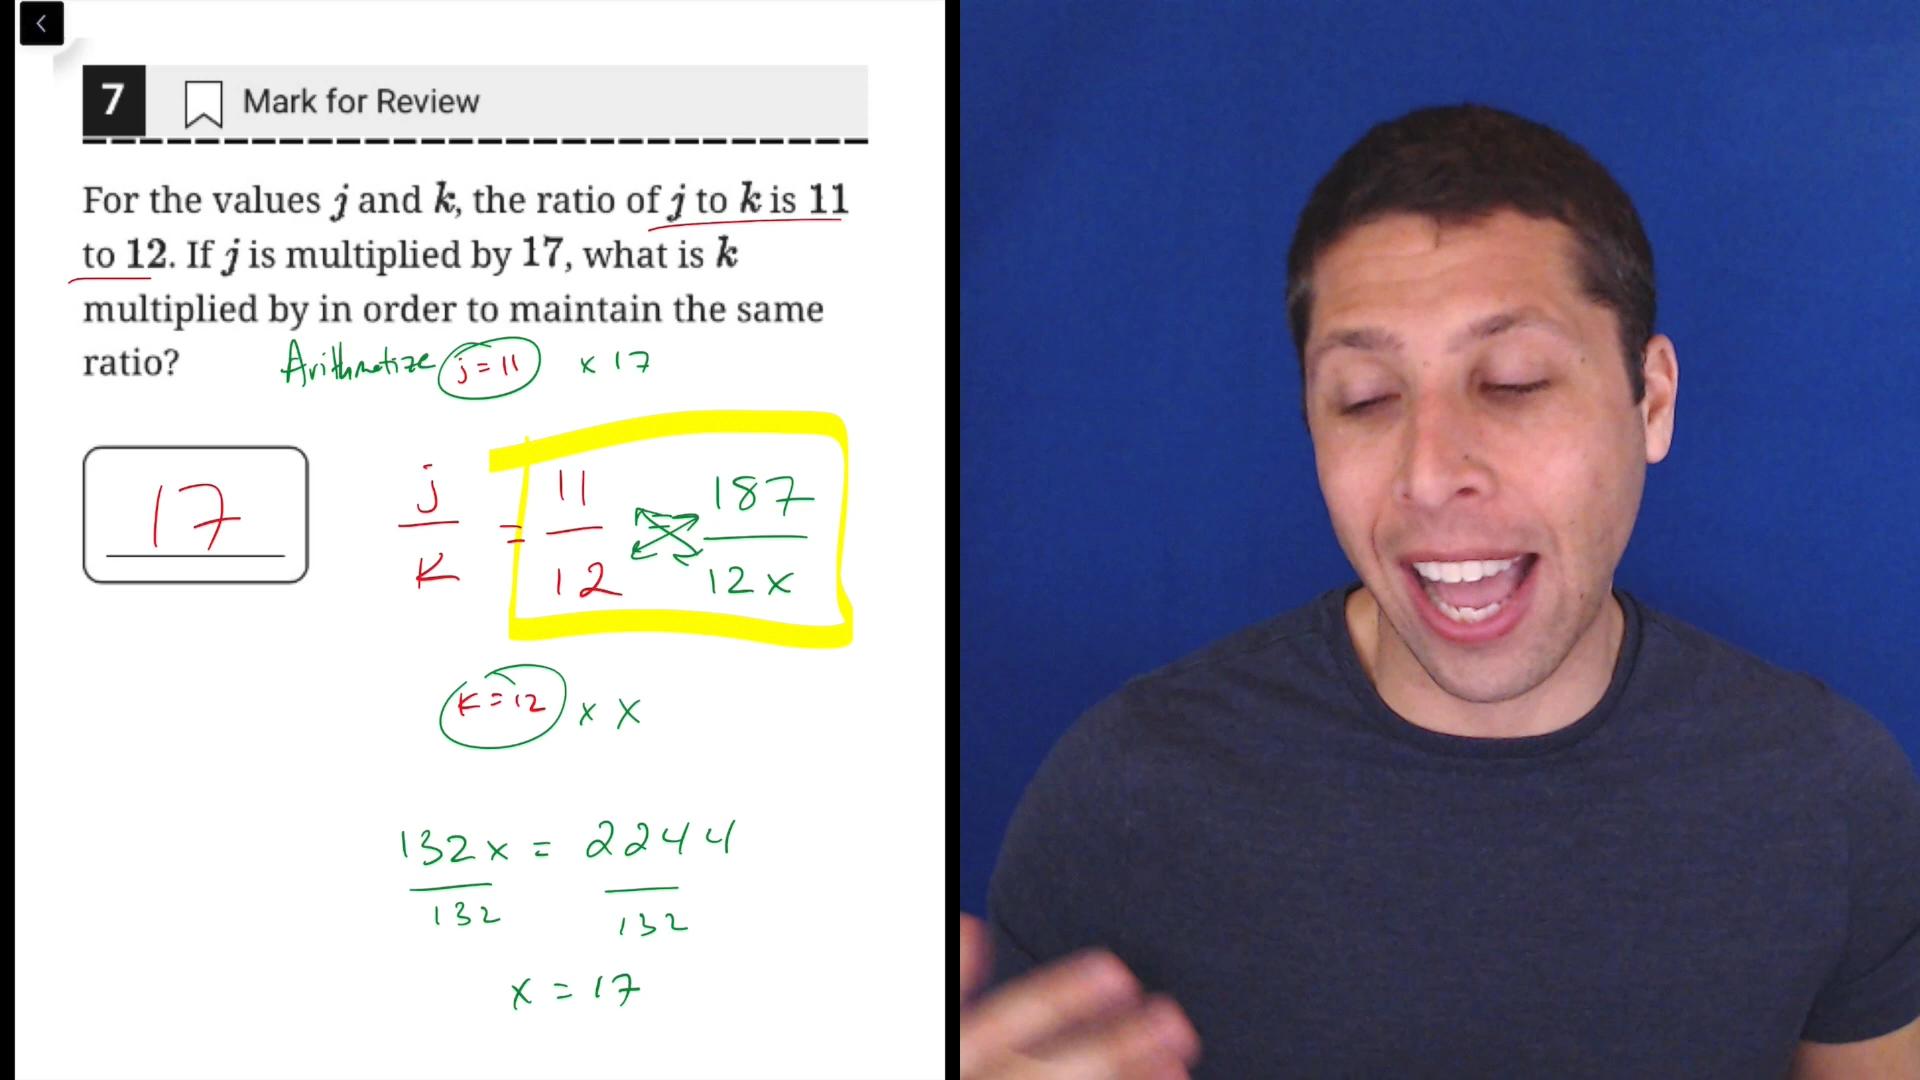 7 Mark for Review
For the values j and k, the ratio of j to k is 11
to 12. If j is multiplied by 17, what is k
multiplied by in order to maintain the same
ratio?
Arithmetize j = 11 x 17
17
j/K = 11/12 = 187/12x
K = 12 x X
132x = 2244
132 132
x = 17